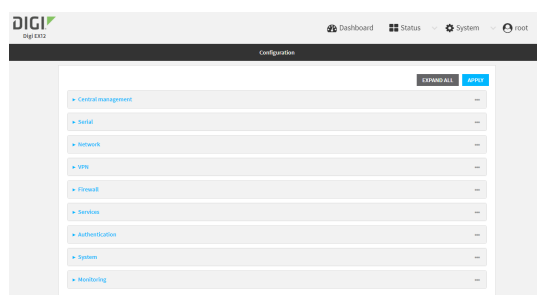 DIGI
Digi EX12
Dashboard Status System root
Configuration
EXPAND ALL APPLY
Central management
Serial
Network
VPN
Firewall
Services
Authentication
System
Monitoring